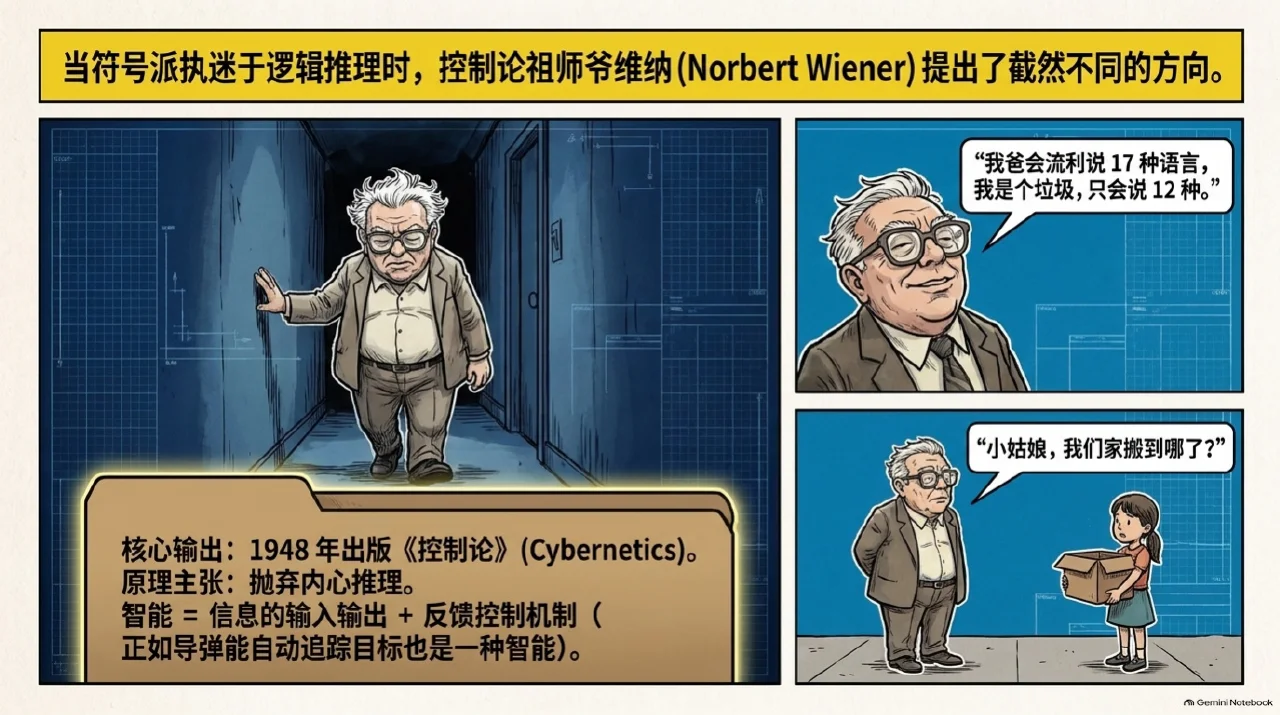 当符号派执迷于逻辑推理时，控制论祖师爷维纳(Norbert Wiener)提出了截然不同的方向。
“我爸会流利说 17 种语言，
我是个垃圾，只会说 12 种。”
“小姑娘，我们家搬到哪了？”
核心输出：1948 年出版《控制论》(Cybernetics)。
原理主张：抛弃内心推理。
智能 = 信息的输入输出 + 反馈控制机制（
正如导弹能自动追踪目标也是一种智能）。
Gemini Notebook